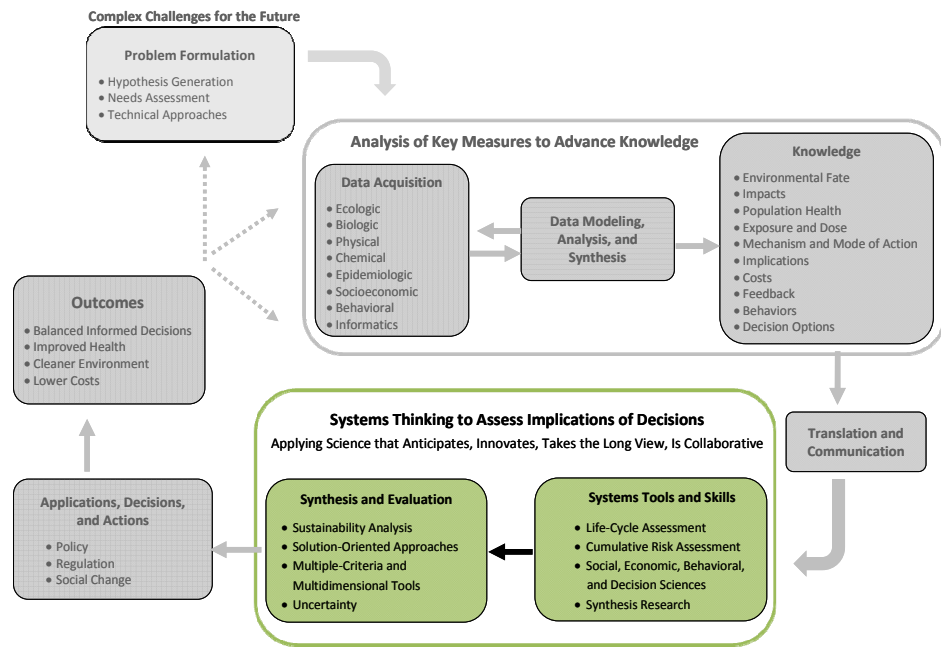 Complex Challenges for the Future
Problem Formulation
• Hypothesis Generation
• Needs Assessment
• Technical Approaches
Analysis of Key Measures to Advance Knowledge
Data Acquisition
• Ecologic
• Biologic
• Physical
• Chemical
• Epidemiologic
• Socioeconomic
• Behavioral
• Informatics
Data Modeling,
Analysis, and
Synthesis
Knowledge
• Environmental Fate
• Impacts
• Population Health
• Exposure and Dose
• Mechanism and Mode of Action
• Implications
• Costs
• Feedback
• Behaviors
• Decision Options
Translation and
Communication
Systems Thinking to Assess Implications of Decisions
Applying Science that Anticipates, Innovates, Takes the Long View, Is Collaborative
Systems Tools and Skills
• Life-Cycle Assessment
• Cumulative Risk Assessment
• Social, Economic, Behavioral,
and Decision Sciences
• Synthesis Research
Synthesis and Evaluation
• Sustainability Analysis
• Solution-Oriented Approaches
• Multiple-Criteria and
Multidimensional Tools
• Uncertainty
Applications, Decisions,
and Actions
• Policy
• Regulation
• Social Change
Outcomes
• Balanced Informed Decisions
• Improved Health
• Cleaner Environment
• Lower Costs